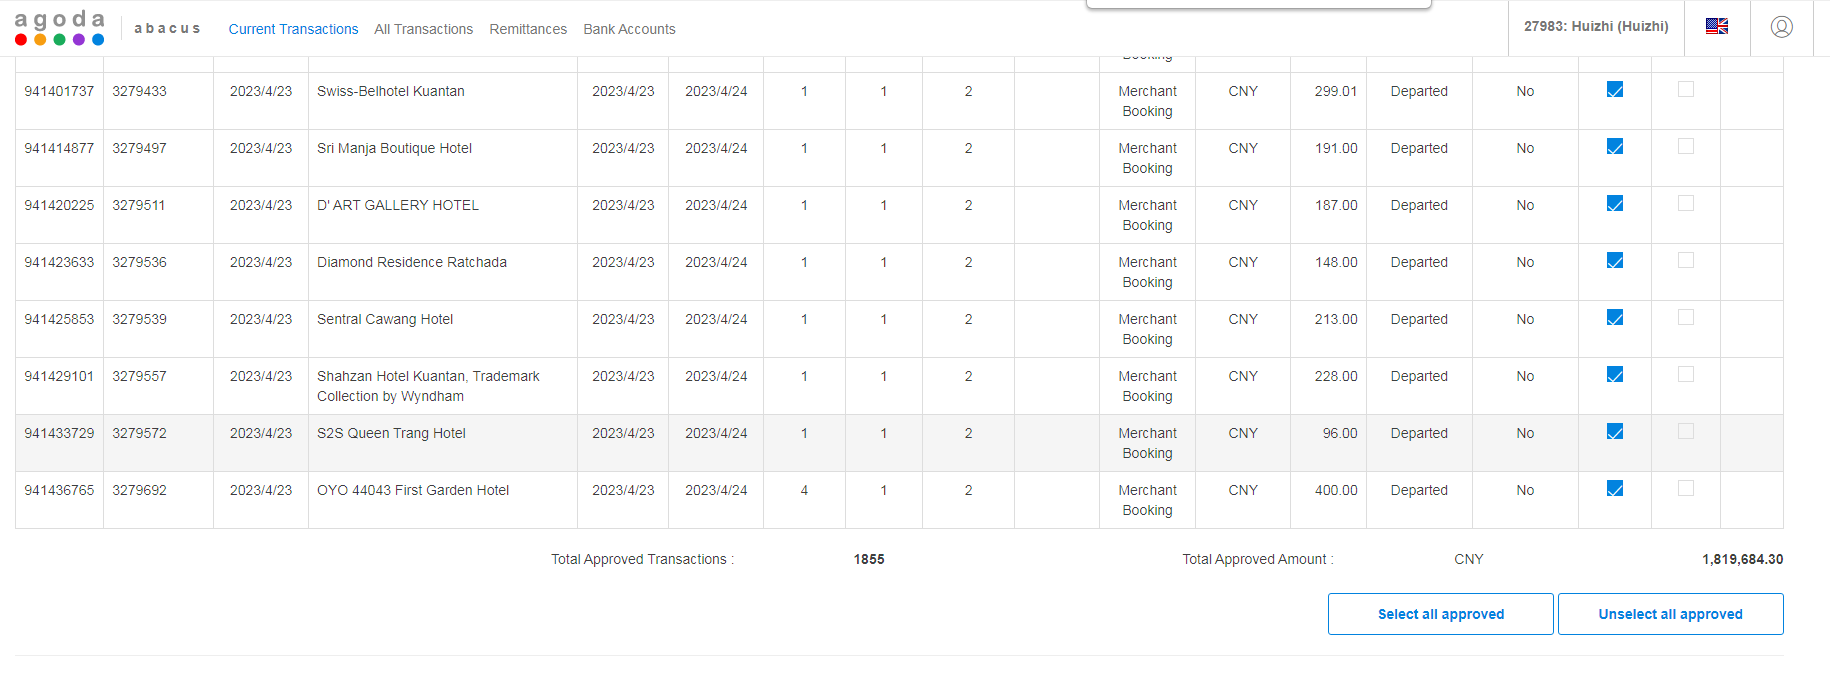 agoda
abacus
Current Transactions
All Transactions
Remittances
Bank Accounts
27983: Huizhi (Huizhi)
Booking
941401737 3279433 2023/4/23 Swiss-Belhotel Kuantan 2023/4/23 2023/4/24 1 1 2 Merchant Booking CNY 299.01 Departed No
941414877 3279497 2023/4/23 Sri Manja Boutique Hotel 2023/4/23 2023/4/24 1 1 2 Merchant Booking CNY 191.00 Departed No
941420225 3279511 2023/4/23 D' ART GALLERY HOTEL 2023/4/23 2023/4/24 1 1 2 Merchant Booking CNY 187.00 Departed No
941423633 3279536 2023/4/23 Diamond Residence Ratchada 2023/4/23 2023/4/24 1 1 2 Merchant Booking CNY 148.00 Departed No
941425853 3279539 2023/4/23 Sentral Cawang Hotel 2023/4/23 2023/4/24 1 1 2 Merchant Booking CNY 213.00 Departed No
941429101 3279557 2023/4/23 Shahzan Hotel Kuantan, Trademark Collection by Wyndham 2023/4/23 2023/4/24 1 1 2 Merchant Booking CNY 228.00 Departed No
941433729 3279572 2023/4/23 S2S Queen Trang Hotel 2023/4/23 2023/4/24 1 1 2 Merchant Booking CNY 96.00 Departed No
941436765 3279692 2023/4/23 OYO 44043 First Garden Hotel 2023/4/23 2023/4/24 4 1 2 Merchant Booking CNY 400.00 Departed No
Total Approved Transactions : 1855 Total Approved Amount : CNY 1,819,684.30
Select all approved
Unselect all approved